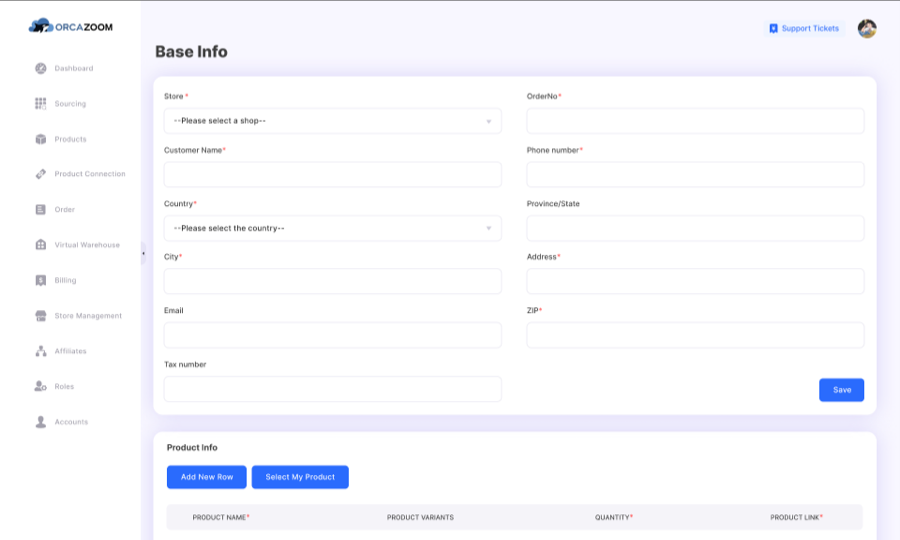 ORCAZOOM
Support Tickets
Base Info
Dashboard
Sourcing
Products
Product Connection
Order
Virtual Warehouse
Billing
Store Management
Affiliates
Roles
Accounts
Store *
OrderNo*
--Please select a shop--
Customer Name*
Phone number*
Country*
Province/State
--Please select the country--
City*
Address*
Email
ZIP*
Tax number
Save
Product Info
Add New Row
Select My Product
PRODUCT NAME* PRODUCT VARIANTS QUANTITY* PRODUCT LINK*